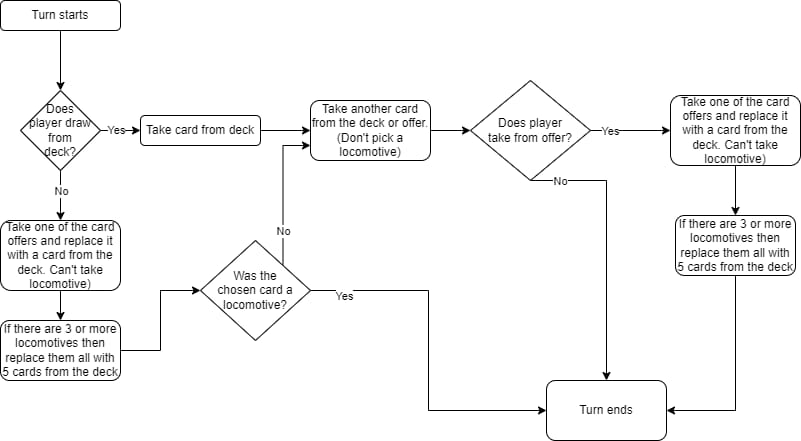 Turn starts
Does
player draw
from
deck?
Yes
Take card from deck
Take another card
from the deck or offer.
(Don't pick a
locomotive)
Does player
take from offer?
Yes
Take one of the card
offers and replace it
with a card from the
deck. Can't take
locomotive)
No
No
Take one of the card
offers and replace it
with a card from the
deck. Can't take
locomotive)
If there are 3 or more
locomotives then
replace them all with
5 cards from the deck
No
Was the
chosen card a
locomotive?
Yes
If there are 3 or more
locomotives then
replace them all with
5 cards from the deck
Turn ends